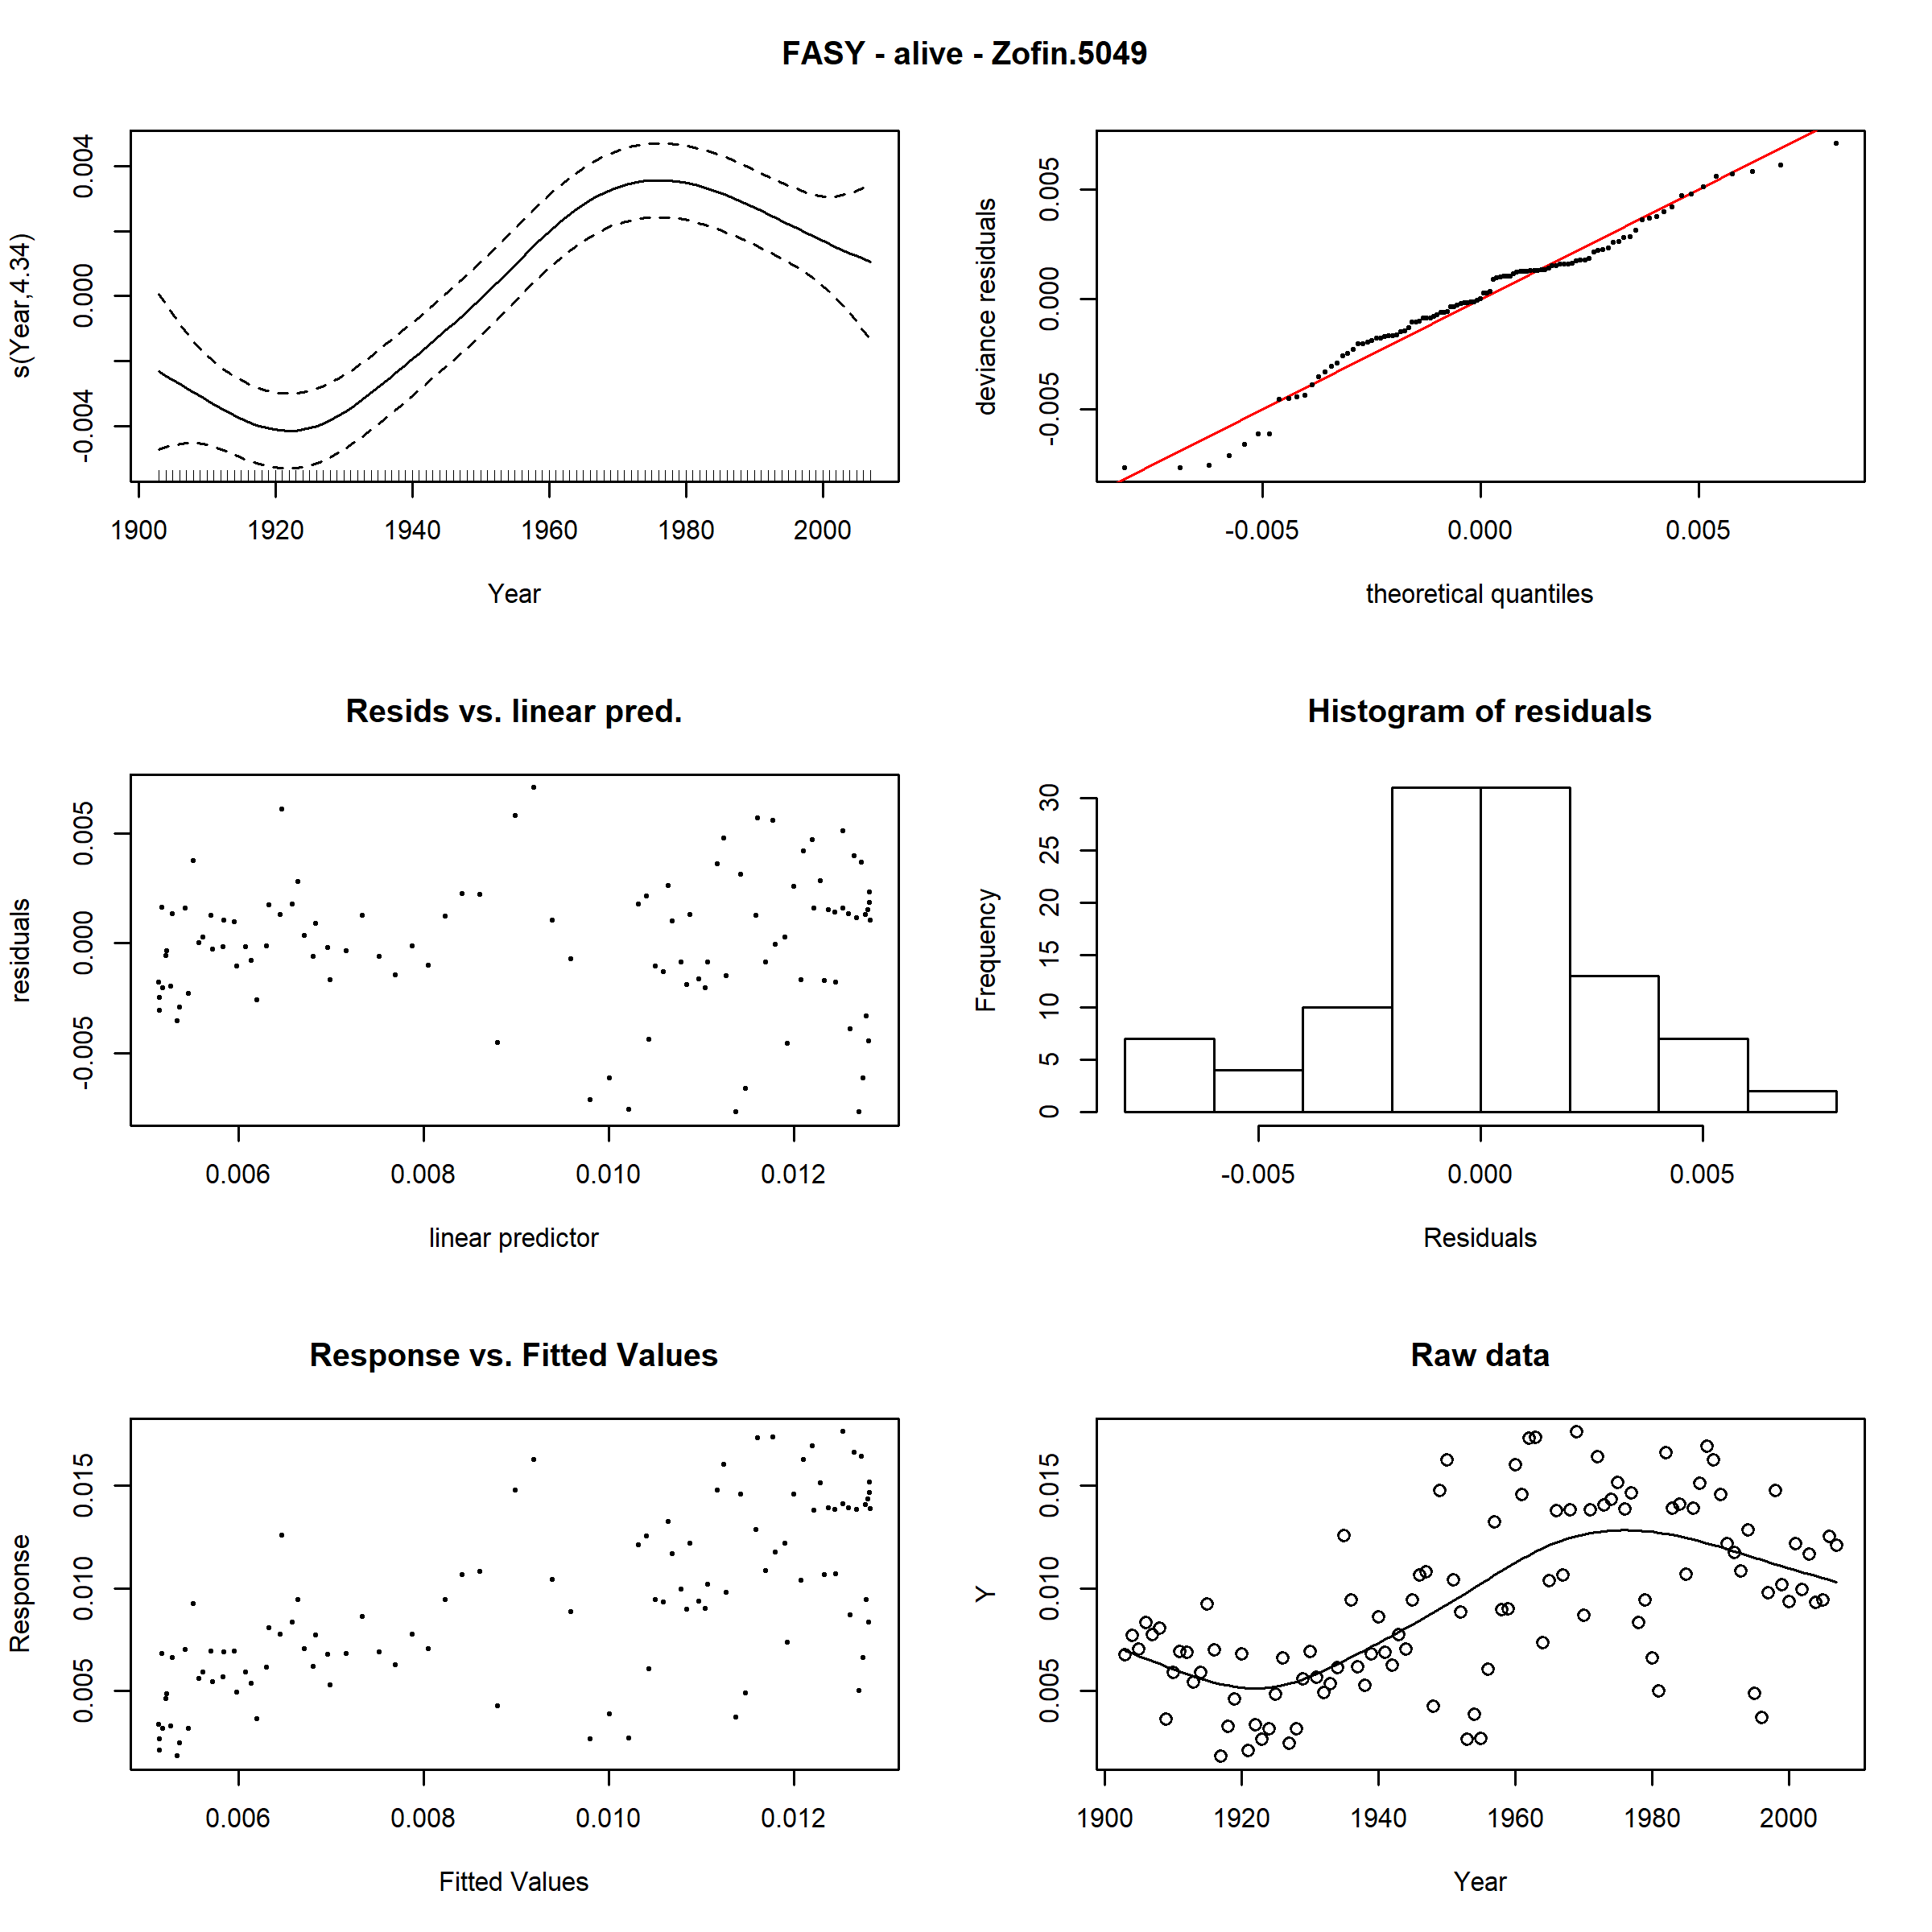 FASY - alive - Zofin.5049
s(Year,4.34)
0.004
0.000
-0.004
1900 1920 1940 1960 1980 2000
Year
deviance residuals
0.005
0.000
-0.005
-0.005 0.000 0.005
theoretical quantiles
Resids vs. linear pred.
residuals
0.005
0.000
-0.005
0.006 0.008 0.010 0.012
linear predictor
Histogram of residuals
Frequency
30
25
20
15
10
5
0
-0.005 0.000 0.005
Residuals
Response vs. Fitted Values
Response
0.015
0.010
0.005
0.006 0.008 0.010 0.012
Fitted Values
Raw data
Y
0.015
0.010
0.005
1900 1920 1940 1960 1980 2000
Year